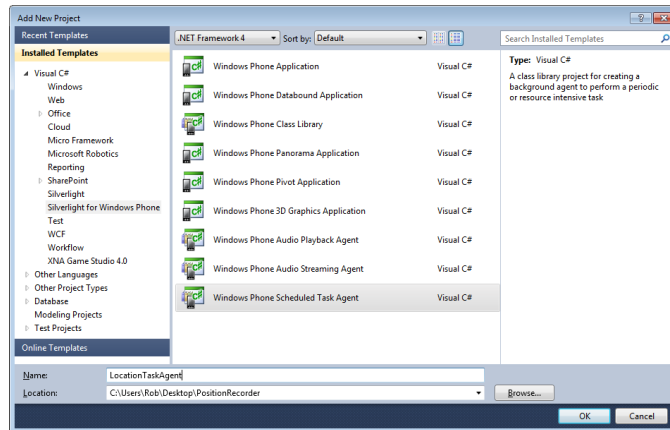 Add New Project
Recent Templates
Installed Templates
Visual C#
Windows
Web
Office
Cloud
Micro Framework
Microsoft Robotics
Reporting
SharePoint
Silverlight
Silverlight for Windows Phone
Test
WCF
Workflow
XNA Game Studio 4.0
Other Languages
Other Project Types
Database
Modeling Projects
Test Projects
Online Templates
.NET Framework 4
Sort by: Default
Windows Phone Application Visual C#
Windows Phone Databound Application Visual C#
Windows Phone Class Library Visual C#
Windows Phone Panorama Application Visual C#
Windows Phone Pivot Application Visual C#
Windows Phone 3D Graphics Application Visual C#
Windows Phone Audio Playback Agent Visual C#
Windows Phone Audio Streaming Agent Visual C#
Windows Phone Scheduled Task Agent Visual C#
Search Installed Templates
Type: Visual C#
A class library project for creating a
background agent to perform a periodic
or resource intensive task
Name: LocationTaskAgent
Location: C:\Users\Rob\Desktop\PositionRecorder
Browse...
OK Cancel